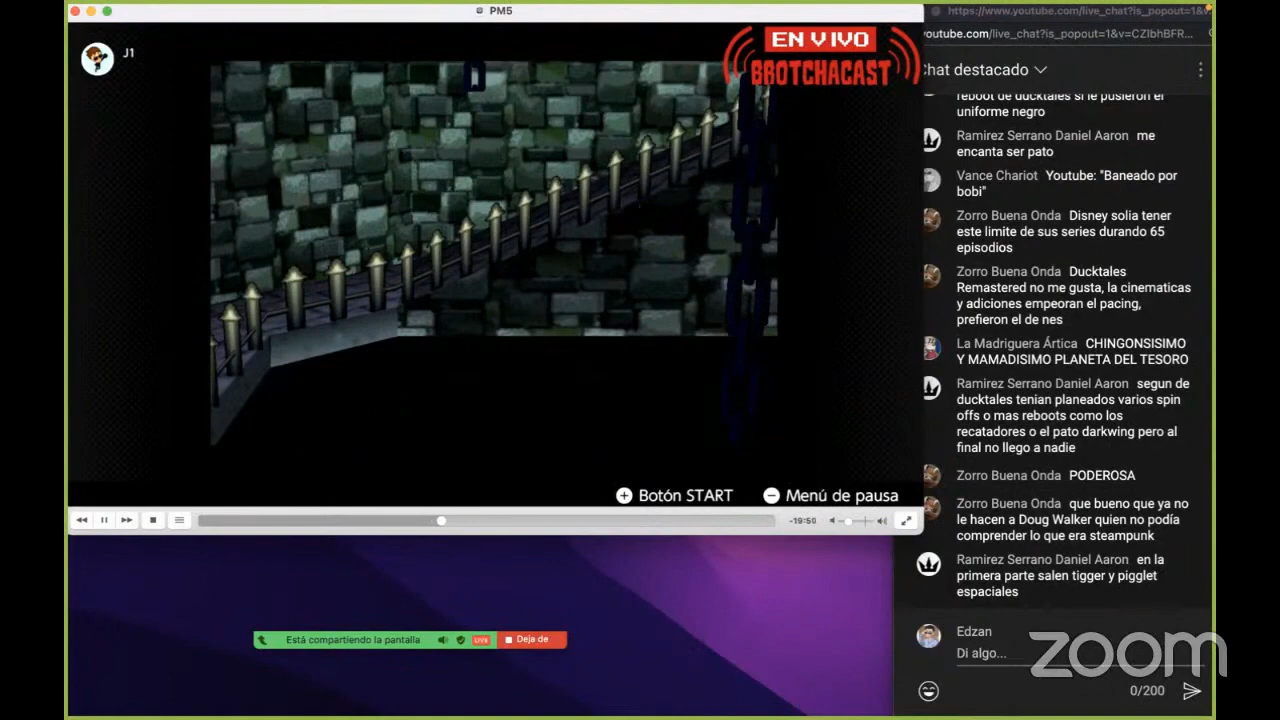 PM5
https://www.youtube.com/live_chat?is_popout=1&v
youtube.com/live_chat?is_popout=1&v=CZIbhBFR...
J1
EN VIVO
BROTCHACAST
Chat destacado
reboot de ducktales si le pusieron el
uniforme negro
Ramirez Serrano Daniel Aaron me
encanta ser pato
Vance Chariot Youtube: "Baneado por
bobi"
Zorro Buena Onda Disney solia tener
este limite de sus series durando 65
episodios
Zorro Buena Onda Ducktales
Remastered no me gusta, la cinematicas
y adiciones empeoran el pacing,
prefieron el de nes
La Madriguera Ártica CHINGONSISIMO
Y MAMADISIMO PLANETA DEL TESORO
Ramirez Serrano Daniel Aaron segun de
ducktales tenian planeados varios spin
offs o mas reboots como los
recatadores o el pato darkwing pero al
final no llego a nadie
Zorro Buena Onda PODEROSA
Zorro Buena Onda que bueno que ya no
le hacen a Doug Walker quien no podía
comprender lo que era steampunk
Ramirez Serrano Daniel Aaron en la
primera parte salen tigger y pigglet
espaciales
Edzan
Di algo...
0/200
Botón START
Menú de pausa
-19:50
Está compartiendo la pantalla
LIVE
Deja de
zoom